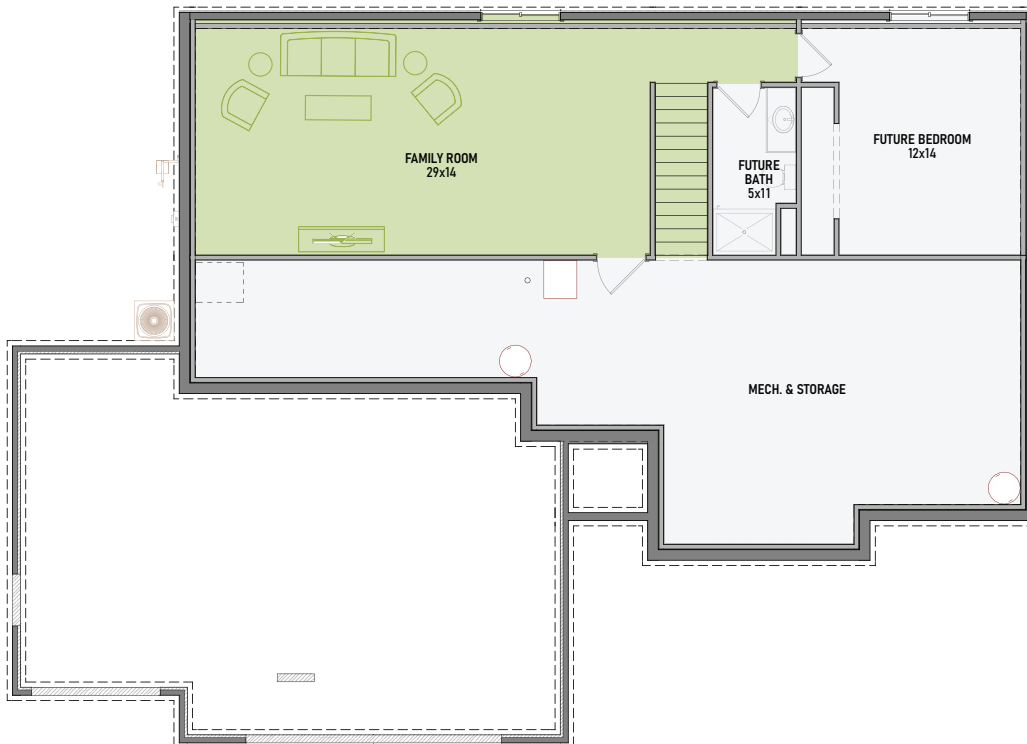 FAMILY ROOM
29x14
FUTURE
BATH
5x11
FUTURE BEDROOM
12x14
MECH. & STORAGE